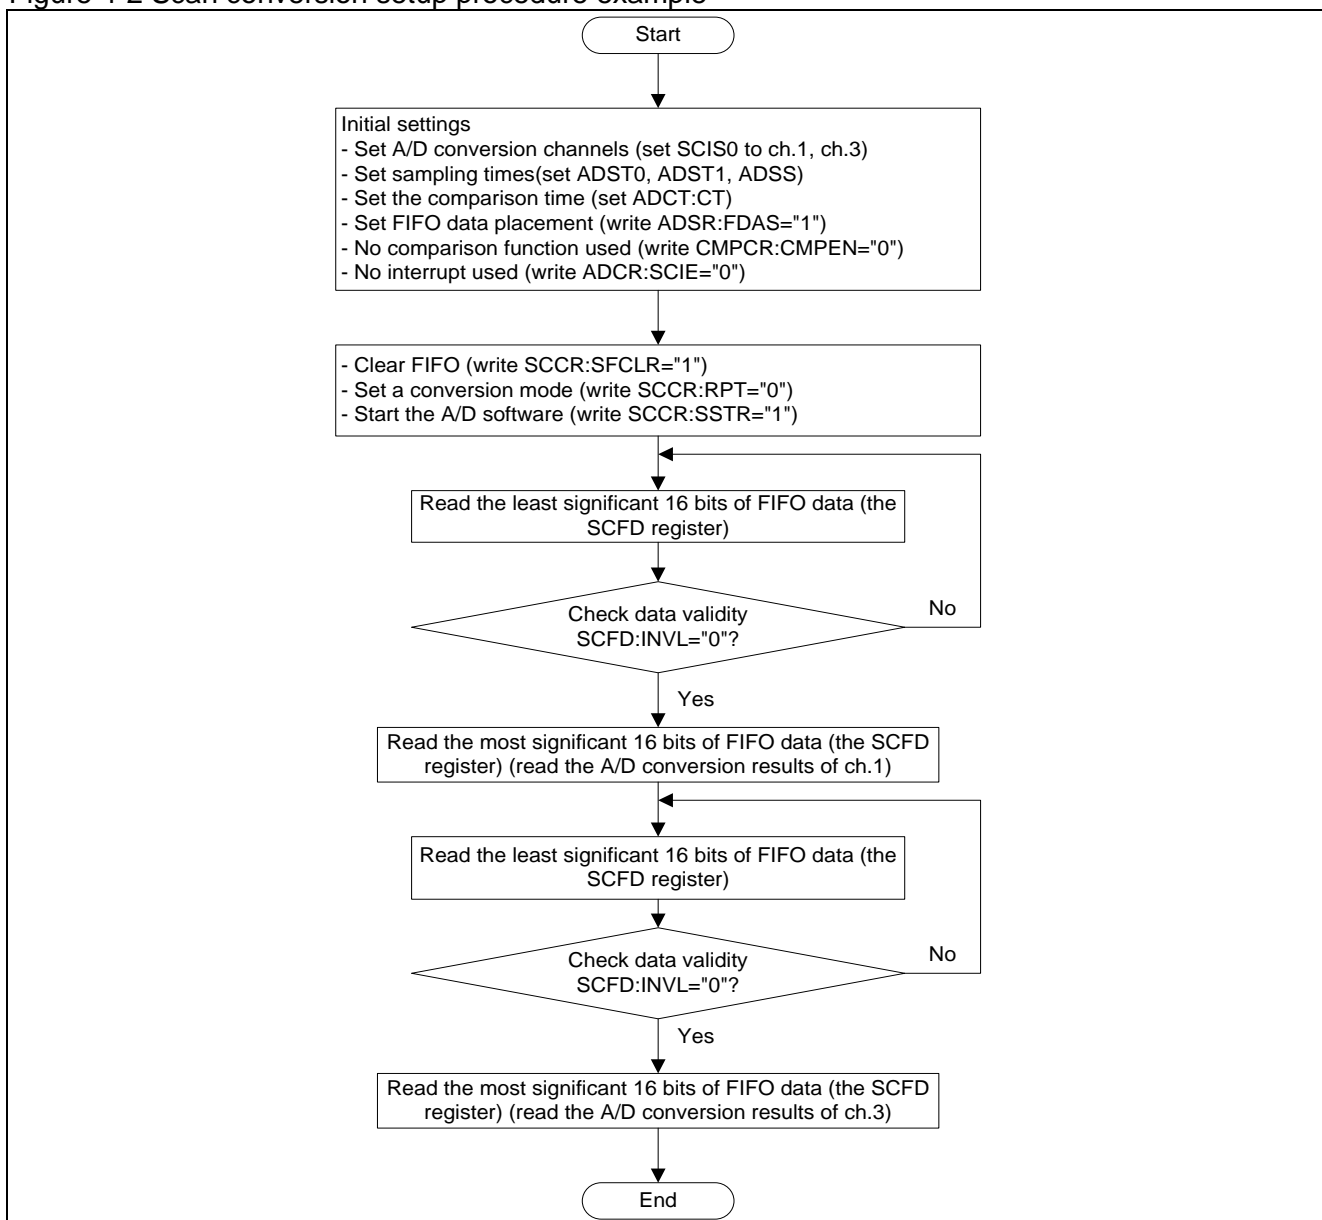 Figure 4-2 Scan conversion setup procedure example
Start
Initial settings
- Set A/D conversion channels (set SCIS0 to ch.1, ch.3)
- Set sampling times(set ADST0, ADST1, ADSS)
- Set the comparison time (set ADCT:CT)
- Set FIFO data placement (write ADSR:FDAS="1")
- No comparison function used (write CMPCR:CMPEN="0")
- No interrupt used (write ADCR:SCIE="0")
- Clear FIFO (write SCCR:SFCLR="1")
- Set a conversion mode (write SCCR:RPT="0")
- Start the A/D software (write SCCR:SSTR="1")
Read the least significant 16 bits of FIFO data (the
SCFD register)
Check data validity
SCFD:INVL="0"?
No
Yes
Read the most significant 16 bits of FIFO data (the SCFD
register) (read the A/D conversion results of ch.1)
Read the least significant 16 bits of FIFO data (the
SCFD register)
Check data validity
SCFD:INVL="0"?
No
Yes
Read the most significant 16 bits of FIFO data (the SCFD
register) (read the A/D conversion results of ch.3)
End